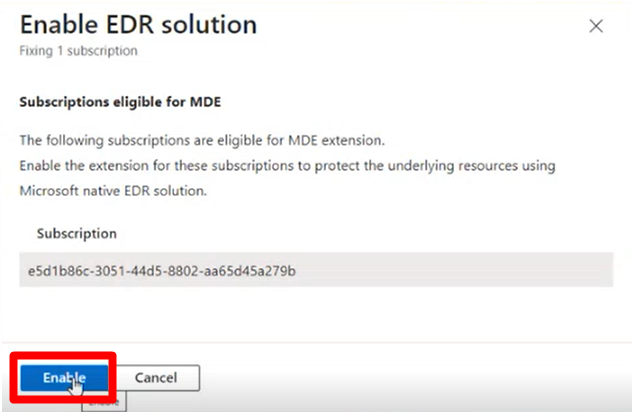 Enable EDR solution
Fixing 1 subscription
Subscriptions eligible for MDE
The following subscriptions are eligible for MDE extension.
Enable the extension for these subscriptions to protect the underlying resources using
Microsoft native EDR solution.
Subscription
e5d1b86c-3051-44d5-8802-aa65d45a279b
Enable Cancel
Enable